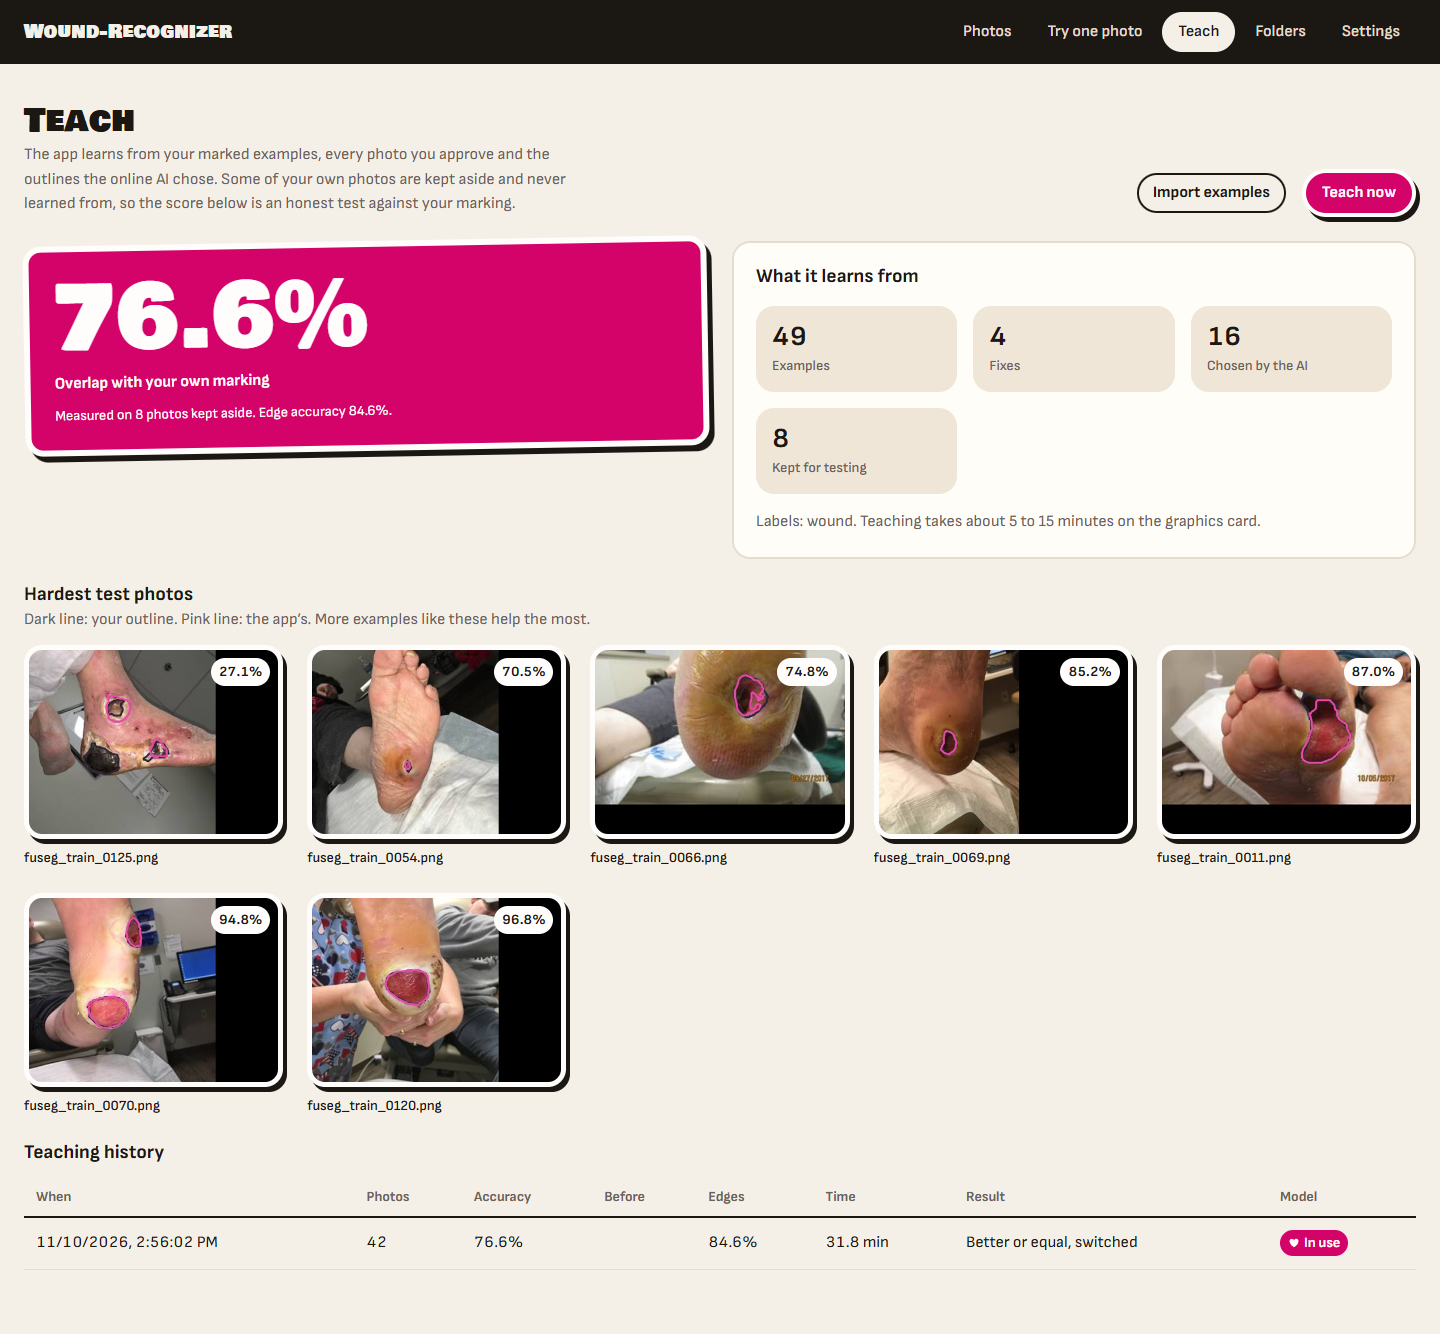 Wound-Recognizer
Photos
Try one photo
Teach
Folders
Settings
Teach
The app learns from your marked examples, every photo you approve and the
outlines the online AI chose. Some of your own photos are kept aside and never
learned from, so the score below is an honest test against your marking.
Import examples
Teach now
76.6%
Overlap with your own marking
Measured on 8 photos kept aside. Edge accuracy 84.6%.
What it learns from
49
Examples
4
Fixes
16
Chosen by the AI
8
Kept for testing
Labels: wound. Teaching takes about 5 to 15 minutes on the graphics card.
Hardest test photos
Dark line: your outline. Pink line: the app’s. More examples like these help the most.
27.1%
fuseg_train_0125.png
70.5%
fuseg_train_0054.png
74.8%
fuseg_train_0066.png
85.2%
fuseg_train_0069.png
87.0%
fuseg_train_0011.png
94.8%
fuseg_train_0070.png
96.8%
fuseg_train_0120.png
Teaching history
When Photos Accuracy Before Edges Time Result Model
11/10/2026, 2:56:02 PM 42 76.6% 84.6% 31.8 min Better or equal, switched In use